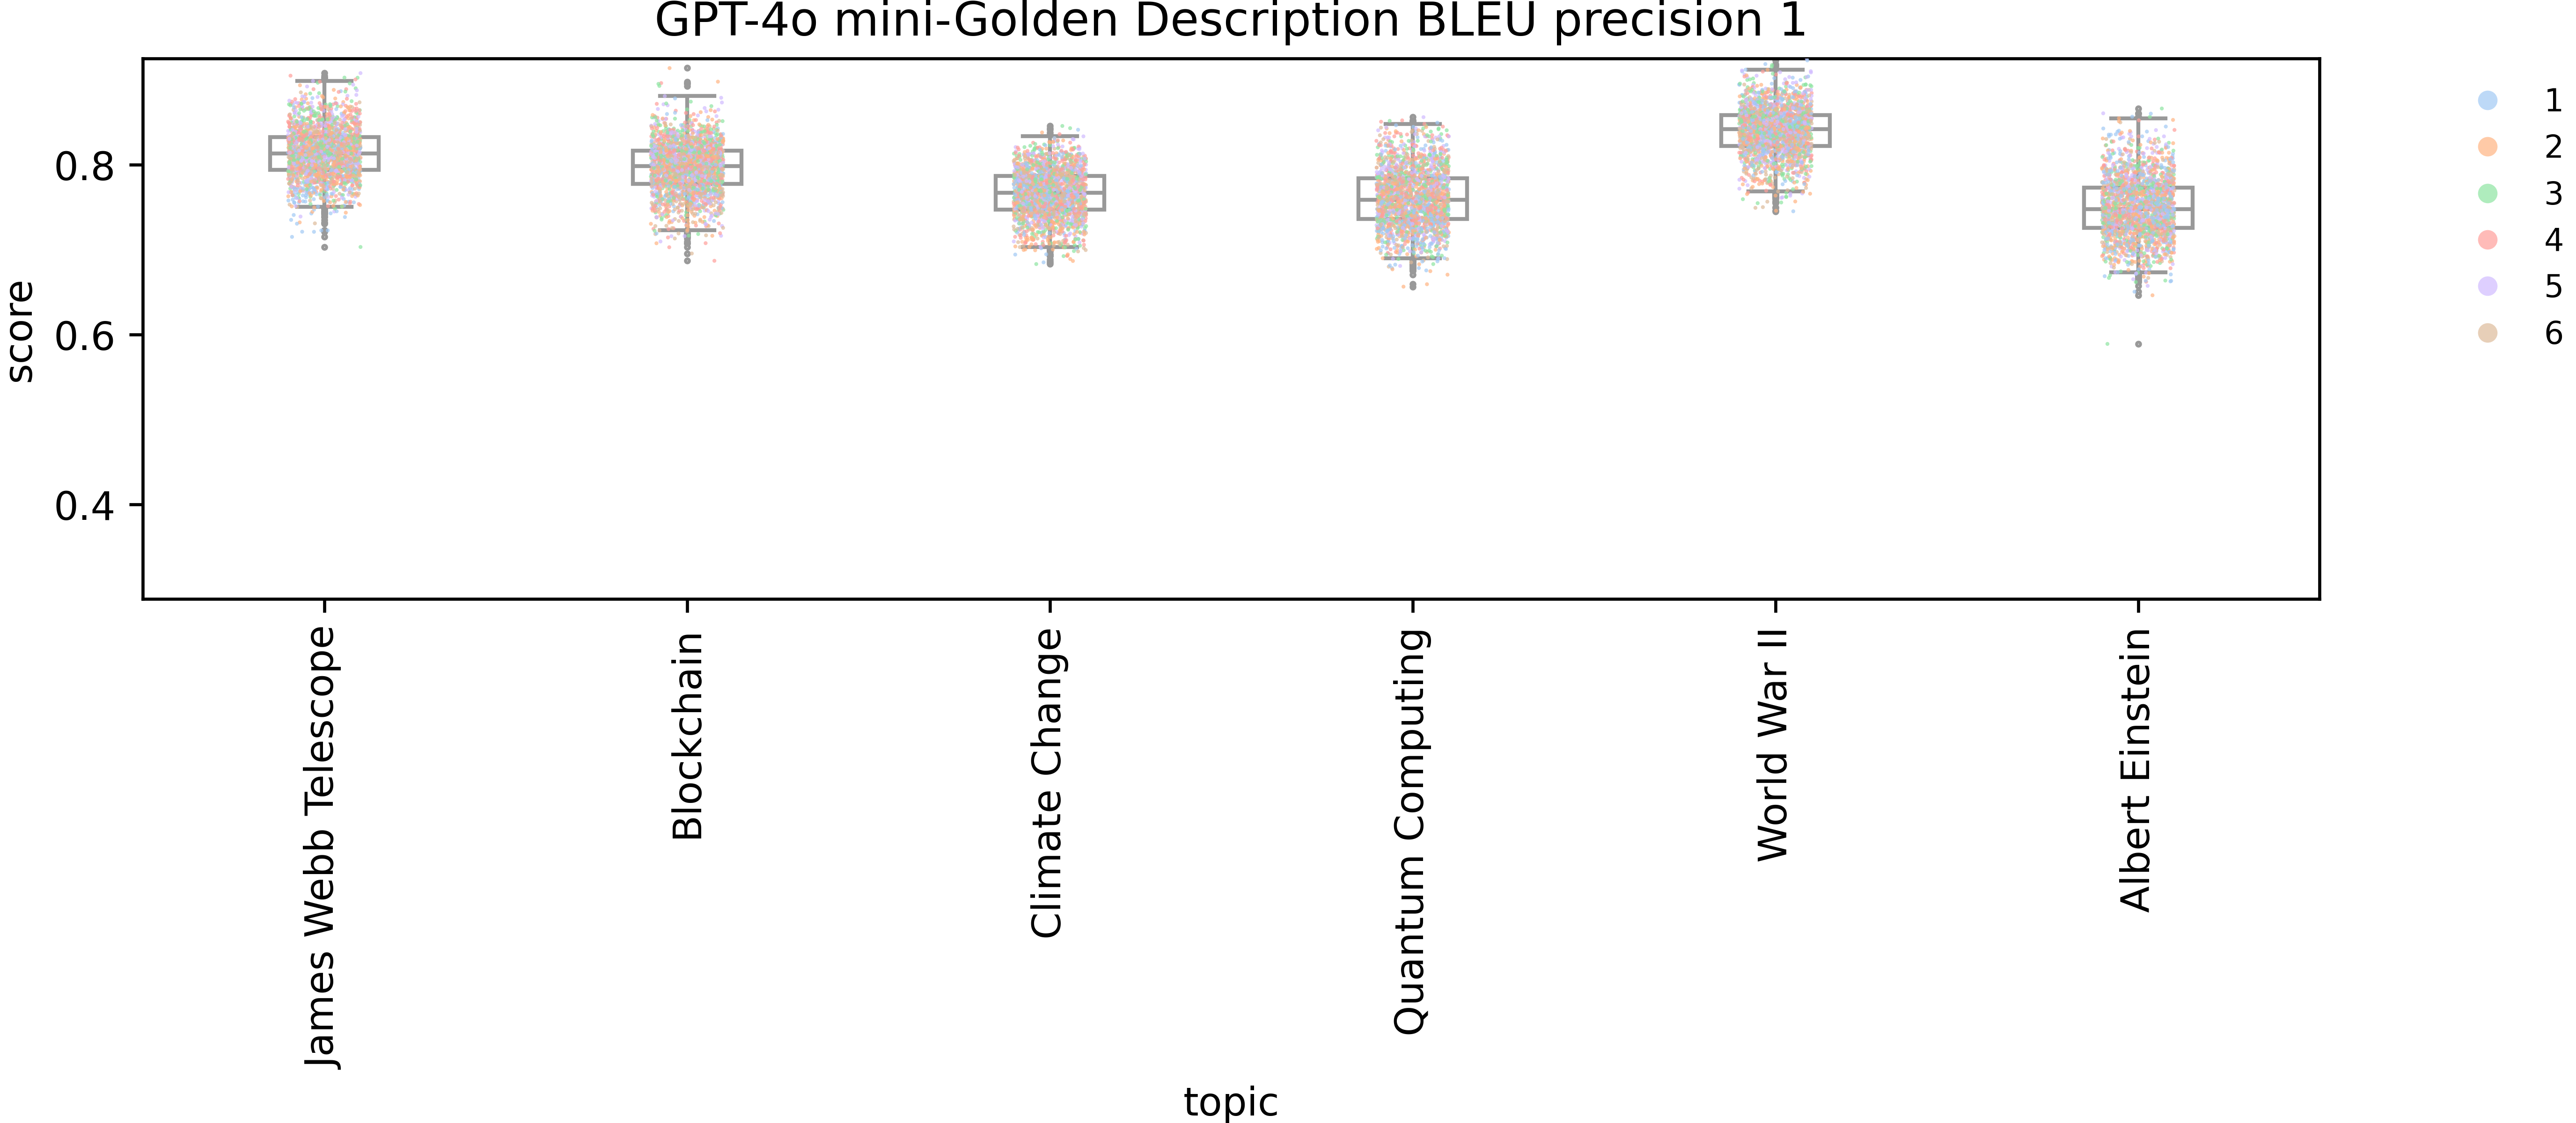 GPT-4o mini-Golden Description BLEU precision 1
score
0.8
0.6
0.4
1
2
3
4
5
6
James Webb Telescope
Blockchain
Climate Change
Quantum Computing
World War II
Albert Einstein
topic